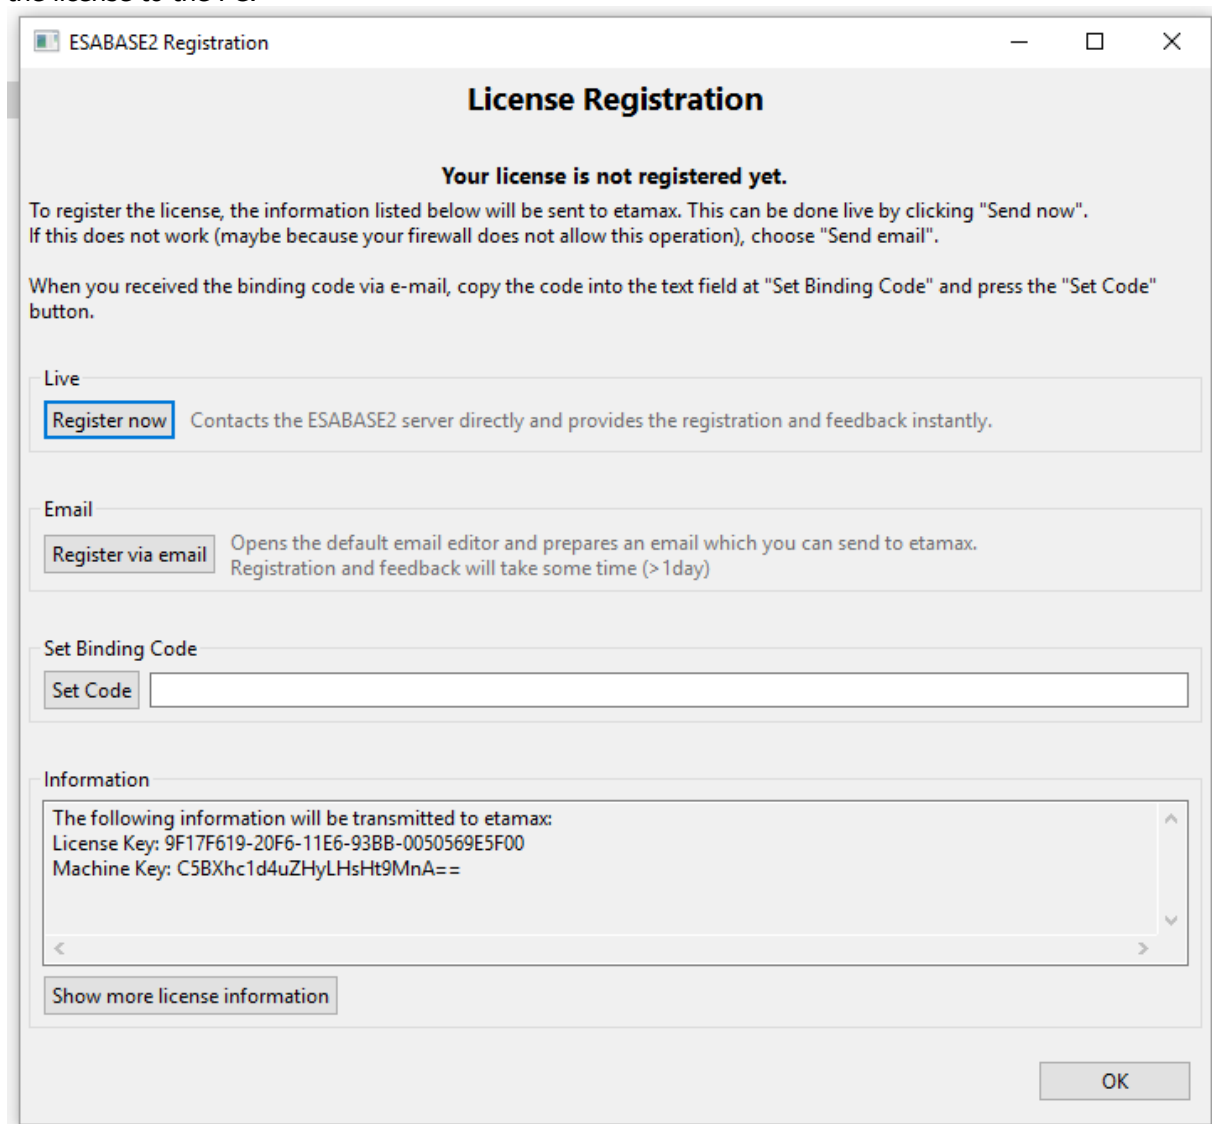 the license to the PC.
ESABASE2 Registration
License Registration
Your license is not registered yet.
To register the license, the information listed below will be sent to etamax. This can be done live by clicking "Send now".
If this does not work (maybe because your firewall does not allow this operation), choose "Send email".
When you received the binding code via e-mail, copy the code into the text field at "Set Binding Code" and press the "Set Code"
button.
Live
Register now Contacts the ESABASE2 server directly and provides the registration and feedback instantly.
Email
Register via email Opens the default email editor and prepares an email which you can send to etamax.
Registration and feedback will take some time (>1day)
Set Binding Code
Set Code
Information
The following information will be transmitted to etamax:
License Key: 9F17F619-20F6-11E6-93BB-0050569E5F00
Machine Key: C5BXhc1d4uZHyLHsHt9MnA==
Show more license information
OK